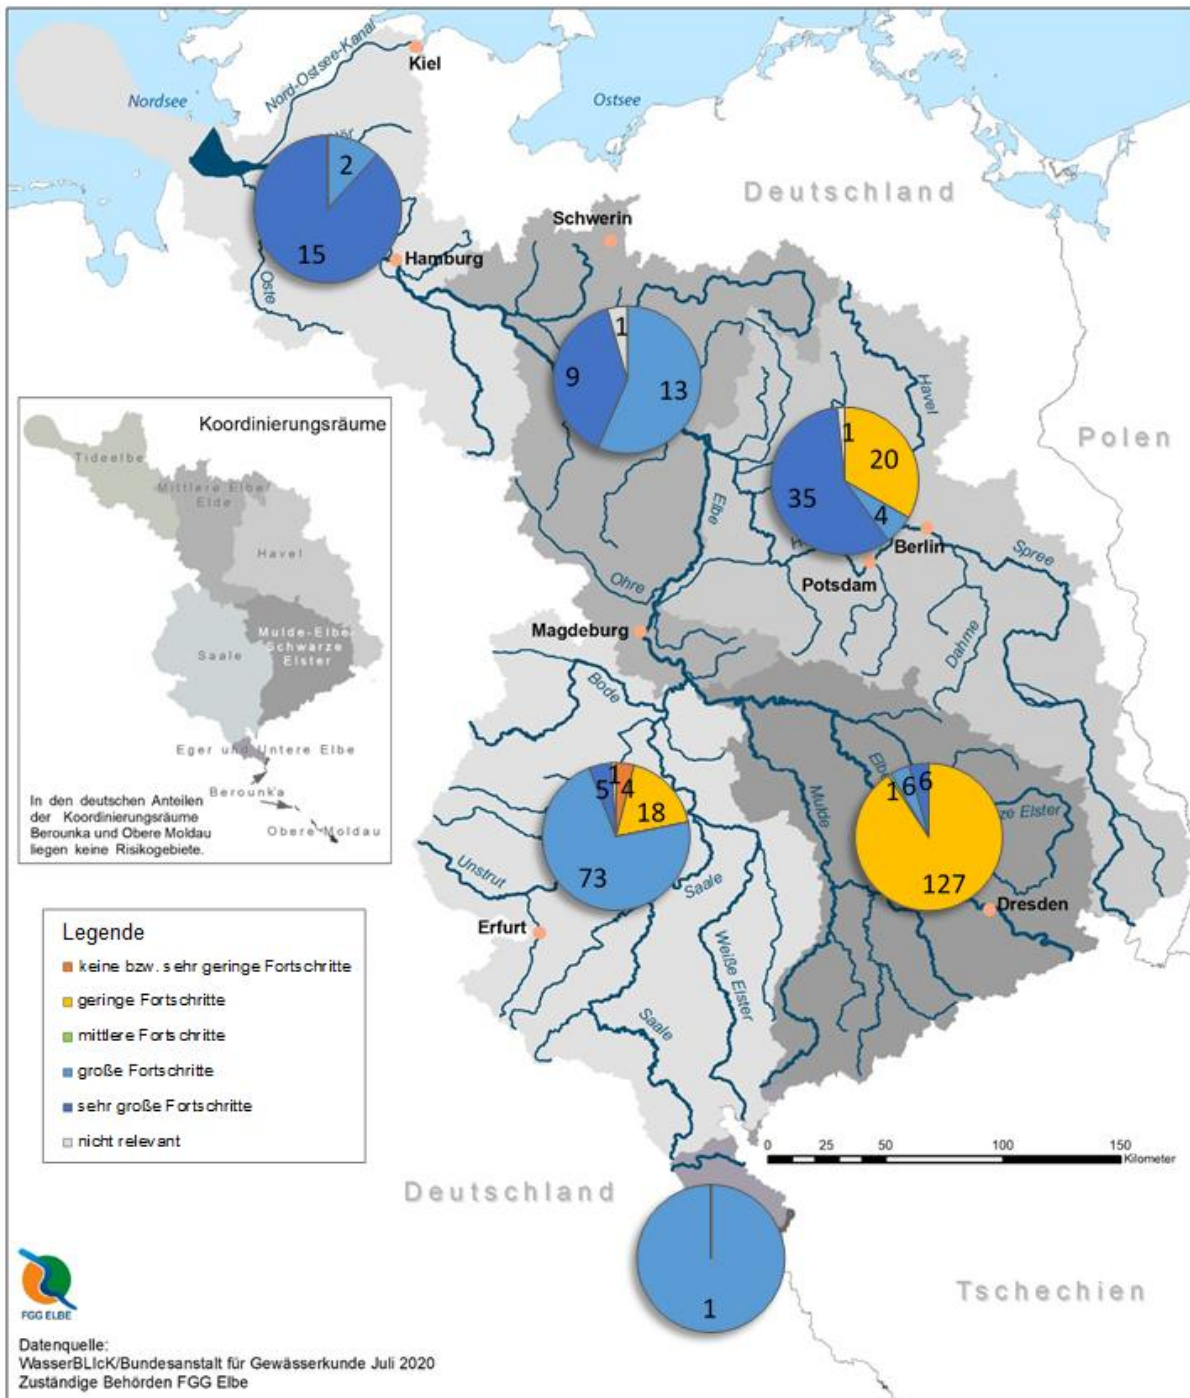 Kiel
Nord-Ostsee-Kanal
Nordsee
Ostsee
2
15
Deutschland
Schwerin
Hamburg
Oste
1
9
13
Havel
Polen
Koordinierungsräume
Tideelbe
Mittlere Elbe/
Elde
Havel
Mulde-Elbe-
Schwarze
Elster
Saale
Eger und Untere Elbe
Berounka
Obere Moldau
In den deutschen Anteilen
der Koordinierungsräume
Berounka und Obere Moldau
liegen keine Risikogebiete.
1
20
35
4
Elbe
Berlin
Spree
Potsdam
Ohre
Magdeburg
Dahme
Bode
5
1
4
18
73
Elbe
1
6
6
127
ze Elster
Mulde
Unstrut
Saale
Erfurt
Dresden
Weiße Elster
Saale
Legende
keine bzw. sehr geringe Fortschritte
geringe Fortschritte
mittlere Fortschritte
große Fortschritte
sehr große Fortschritte
nicht relevant
0 25 50 100 150
Kilometer
Deutschland
1
Tschechien
FGG ELBE
Datenquelle:
WasserBLIcK/Bundesanstalt für Gewässerkunde Juli 2020
Zuständige Behörden FGG Elbe